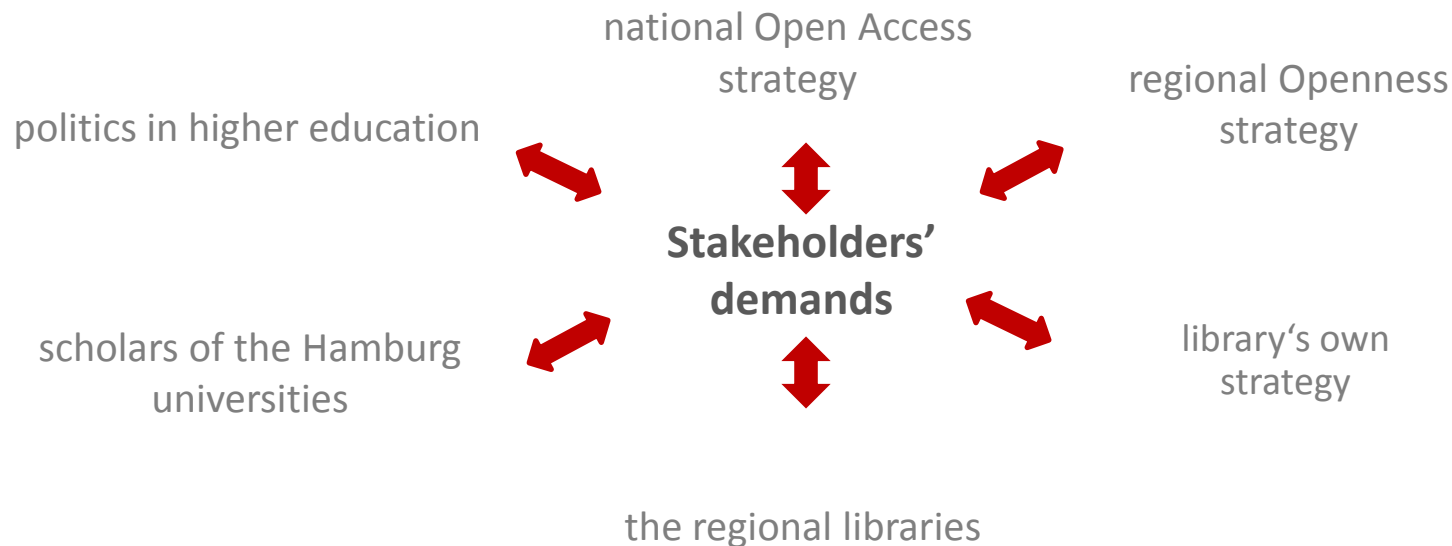 national Open Access
strategy
regional Openness
strategy
politics in higher education
Stakeholders’
demands
scholars of the Hamburg
universities
library‘s own
strategy
the regional libraries